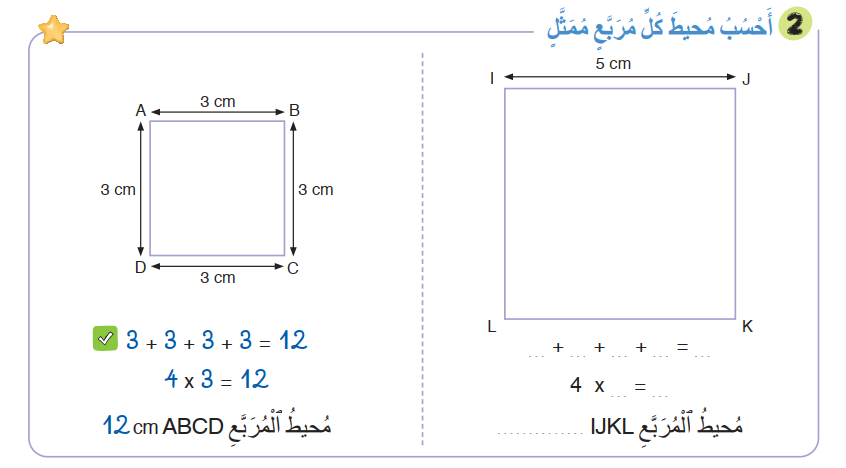 2 أَحْسُبُ مُحيطَ كُلِّ مُرَبَّعٍ مُمَثَّلٍ
I 5 cm J
L K
... + ... + ... + ... = ...
4 x ... = ...
مُحيطُ ٱلْمُرَبَّعِ IJKL ..............
A 3 cm B
3 cm 3 cm
D 3 cm C
3 + 3 + 3 + 3 = 12
4 x 3 = 12
مُحيطُ ٱلْمُرَبَّعِ ABCD 12 cm